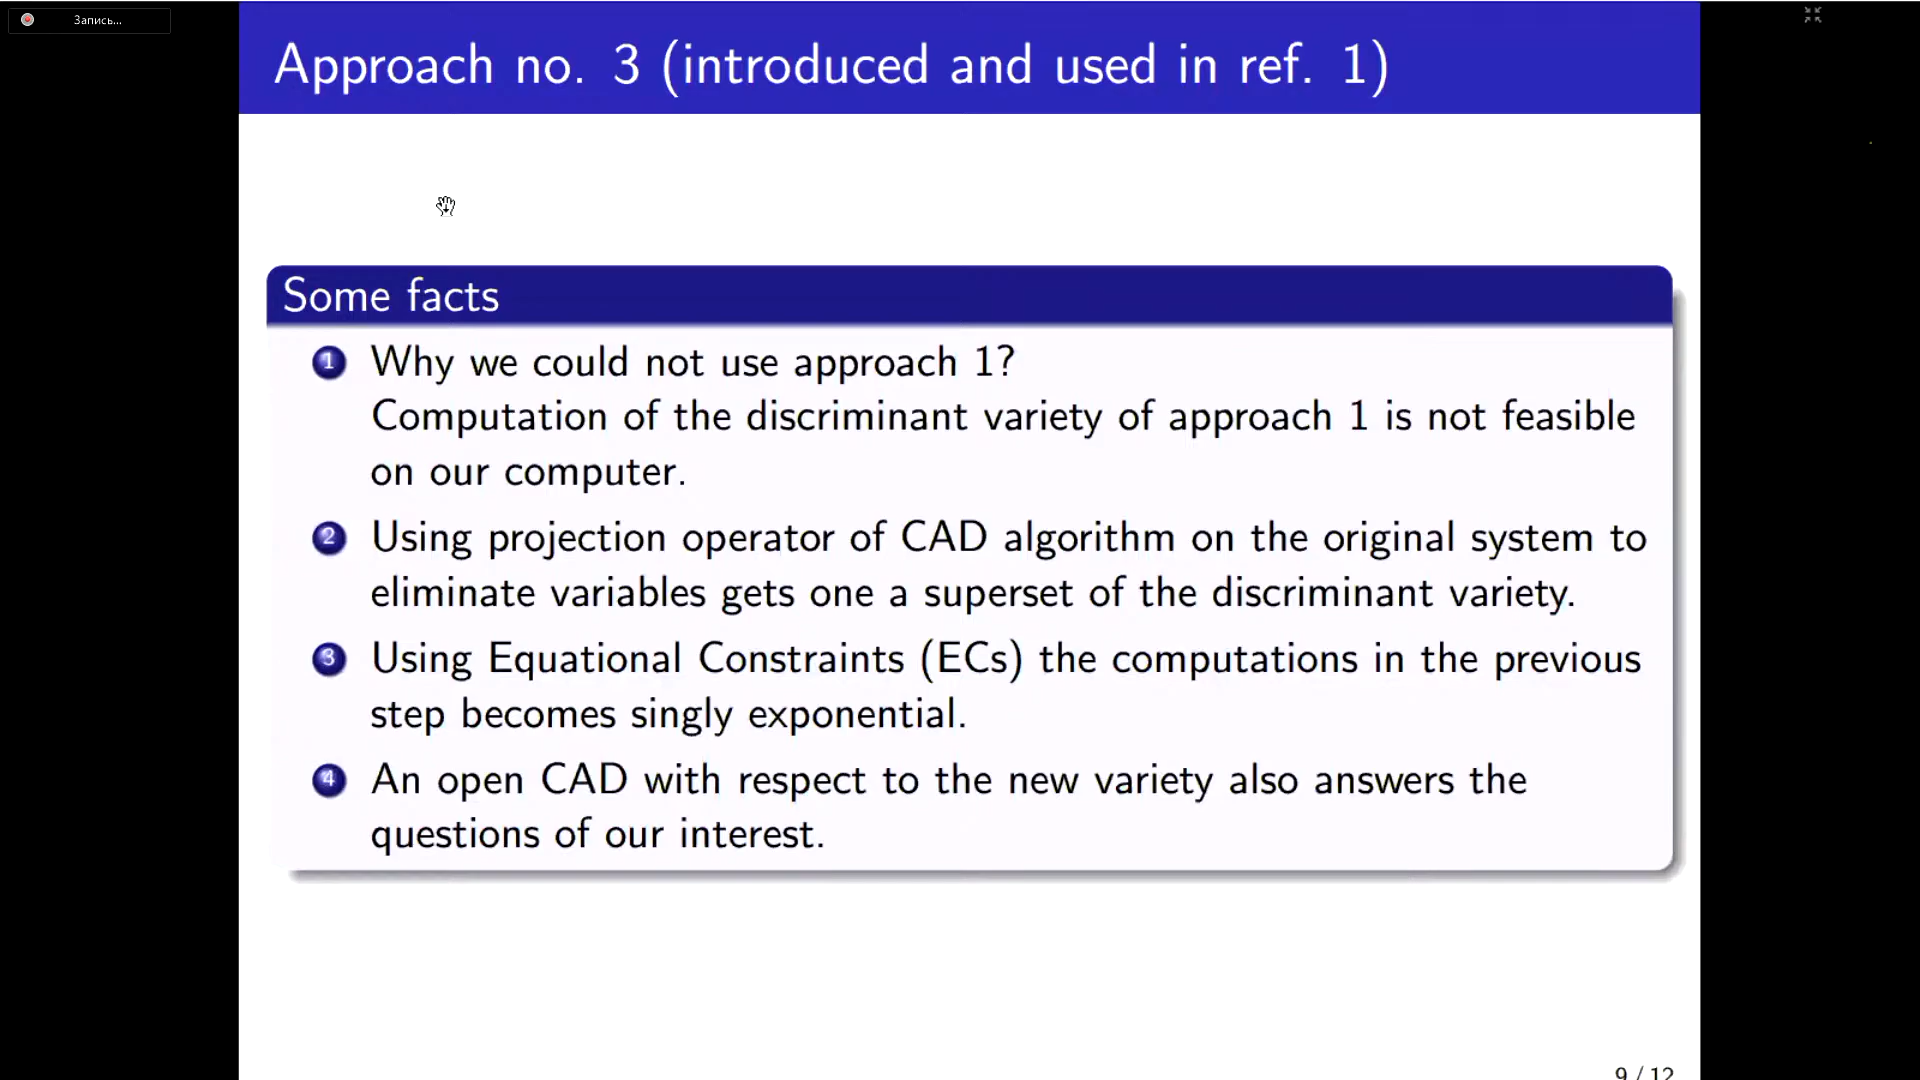 Запись...
Approach no. 3 (introduced and used in ref. 1)
Some facts
1 Why we could not use approach 1?
Computation of the discriminant variety of approach 1 is not feasible
on our computer.
2 Using projection operator of CAD algorithm on the original system to
eliminate variables gets one a superset of the discriminant variety.
3 Using Equational Constraints (ECs) the computations in the previous
step becomes singly exponential.
4 An open CAD with respect to the new variety also answers the
questions of our interest.
9 / 12